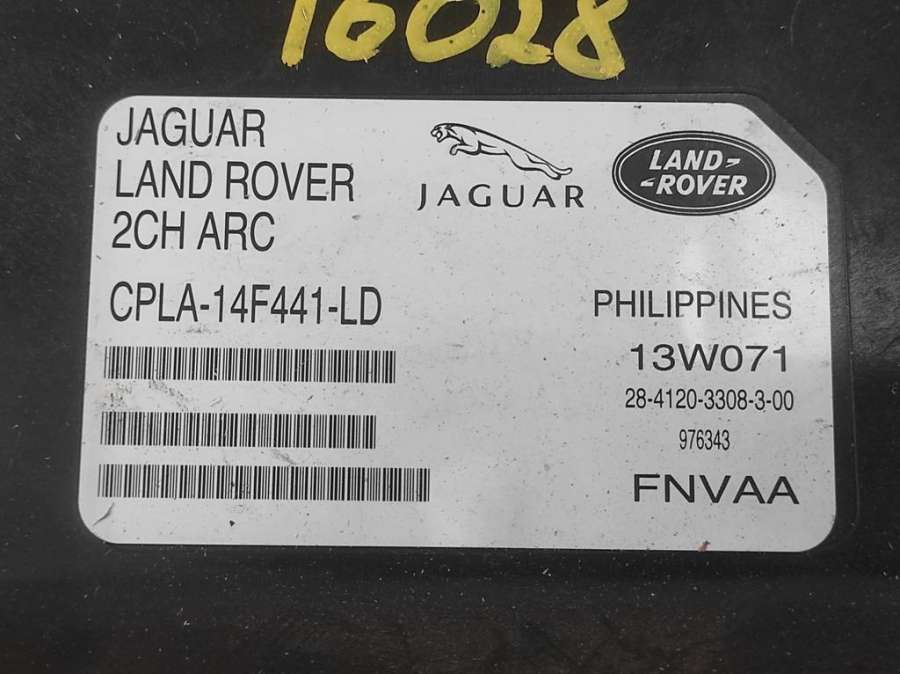 16028
JAGUAR
LAND ROVER
2CH ARC
JAGUAR
LAND-
-ROVER
CPLA-14F441-LD
PHILIPPINES
13W071
28-4120-3308-3-00
976343
FNVAA